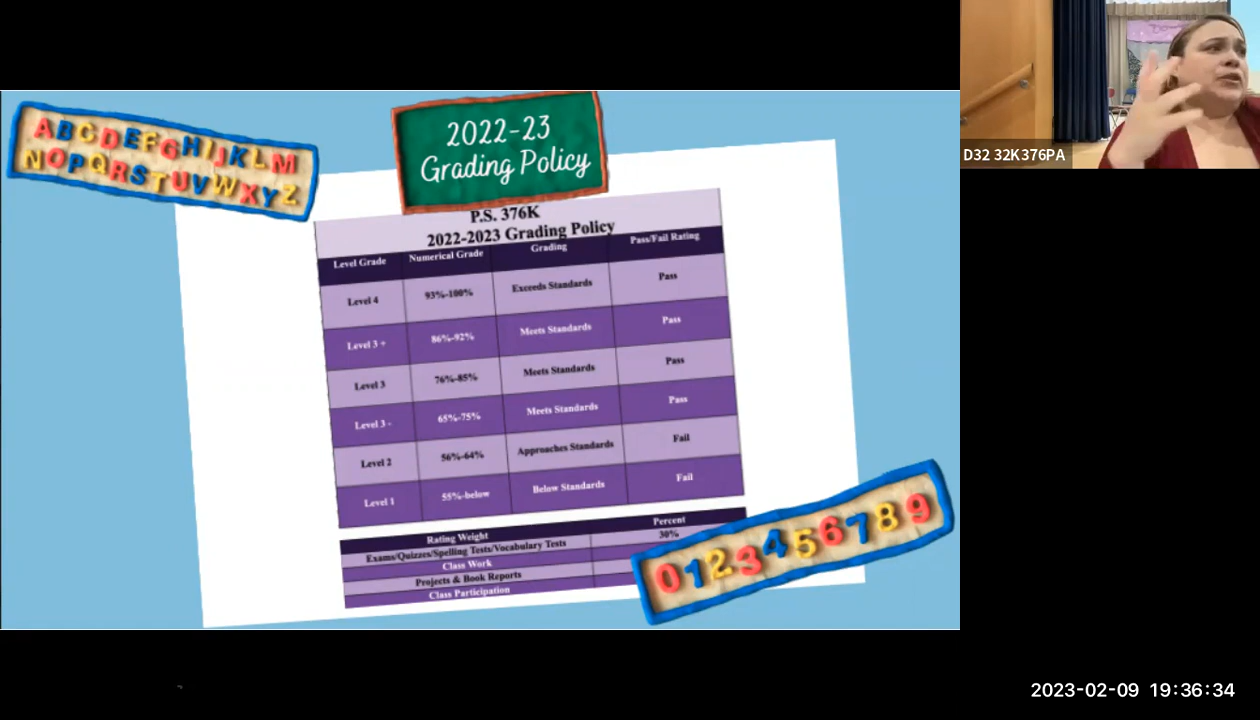 D32 32K376PA
2022-23
Grading Policy
ABCDEFGHIJKLM
NOPQRSTUVWXYZ
P.S. 376K
2022-2023 Grading Policy
Level Grade Numerical Grade Grading Pass/Fail Rating
Level 4 93%-100% Exceeds Standards Pass
Level 3 + 86%-92% Meets Standards Pass
Level 3 76%-85% Meets Standards Pass
Level 3 - 65%-75% Meets Standards Pass
Level 2 56%-64% Approaches Standards Fail
Level 1 55%-below Below Standards Fail
Rating Weight Percent
Exams/Quizzes/Spelling Tests/Vocabulary Tests 30%
Class Work
Projects & Book Reports
Class Participation
0123456789
2023-02-09 19:36:34